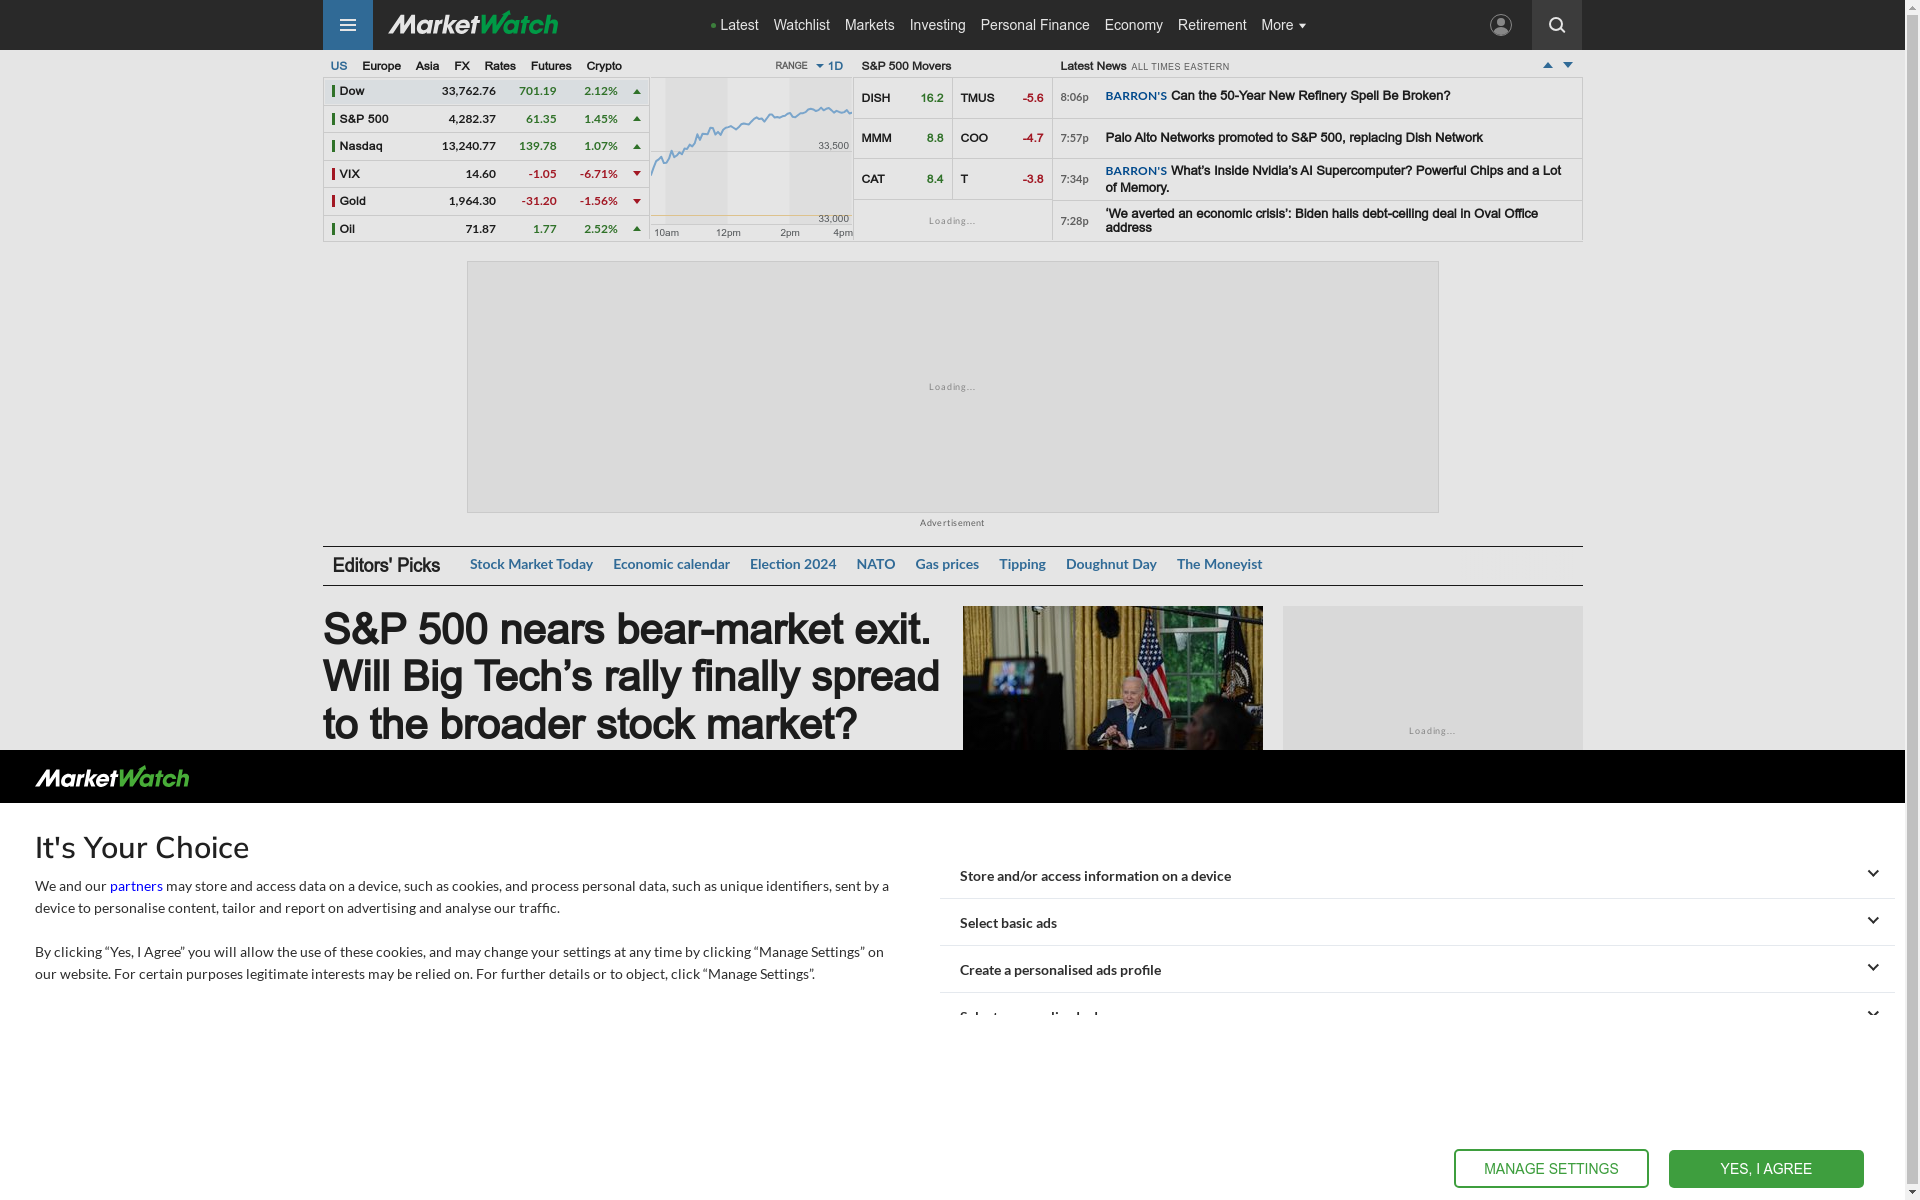 MarketWatch
Latest Watchlist Markets Investing Personal Finance Economy Retirement More
US Europe Asia FX Rates Futures Crypto
RANGE 1D
Dow 33,762.76 701.19 2.12%
S&P 500 4,282.37 61.35 1.45%
Nasdaq 13,240.77 139.78 1.07%
VIX 14.60 -1.05 -6.71%
Gold 1,964.30 -31.20 -1.56%
Oil 71.87 1.77 2.52%
33,500
33,000
10am 12pm 2pm 4pm
S&P 500 Movers
DISH 16.2 TMUS -5.6
MMM 8.8 COO -4.7
CAT 8.4 T -3.8
Loading...
Latest News ALL TIMES EASTERN
8:06p BARRON'S Can the 50-Year New Refinery Spell Be Broken?
7:57p Palo Alto Networks promoted to S&P 500, replacing Dish Network
7:34p BARRON'S What’s Inside Nvidia’s AI Supercomputer? Powerful Chips and a Lot
of Memory.
7:28p ‘We averted an economic crisis’: Biden hails debt-ceiling deal in Oval Office
address
Loading...
Advertisement
Editors' Picks Stock Market Today Economic calendar Election 2024 NATO Gas prices Tipping Doughnut Day The Moneyist
S&P 500 nears bear-market exit.
Will Big Tech’s rally finally spread
to the broader stock market?
Loading...
MarketWatch
It's Your Choice
We and our partners may store and access data on a device, such as cookies, and process personal data, such as unique identifiers, sent by a
device to personalise content, tailor and report on advertising and analyse our traffic.
By clicking “Yes, I Agree” you will allow the use of these cookies, and may change your settings at any time by clicking “Manage Settings” on
our website. For certain purposes legitimate interests may be relied on. For further details or to object, click “Manage Settings”.
Store and/or access information on a device
Select basic ads
Create a personalised ads profile
MANAGE SETTINGS
YES, I AGREE